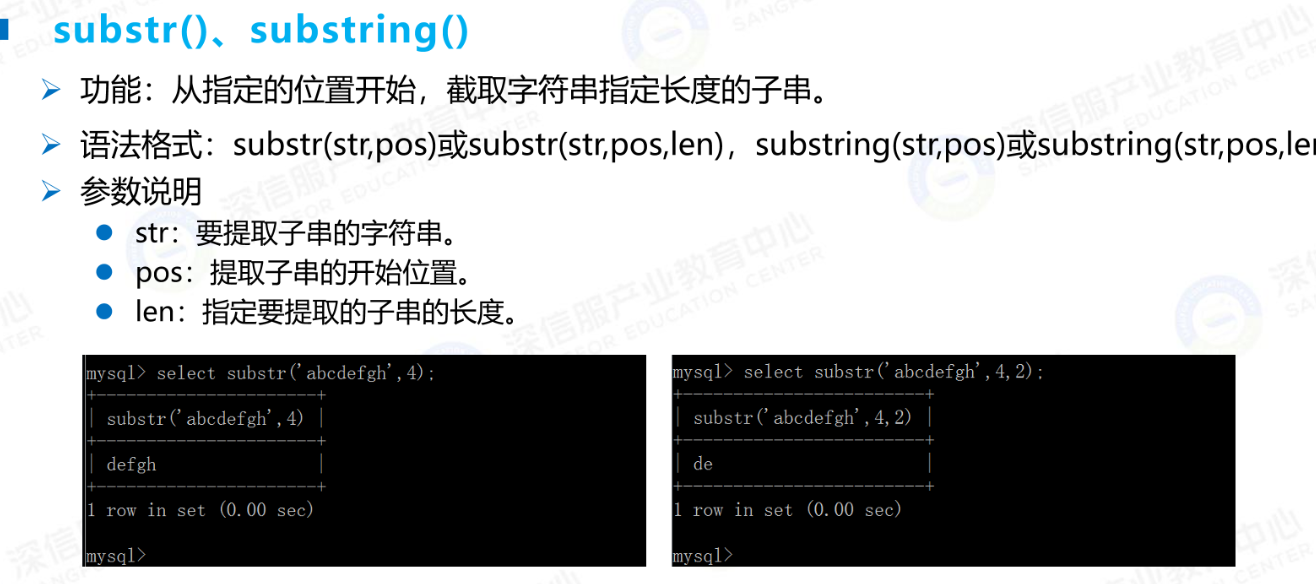 substr()、substring()
功能：从指定的位置开始，截取字符串指定长度的子串。
语法格式：substr(str,pos)或substr(str,pos,len)，substring(str,pos)或substring(str,pos,le
参数说明
str：要提取子串的字符串。
pos：提取子串的开始位置。
len：指定要提取的子串的长度。
mysql> select substr('abcdefgh',4);
+----------------------+
| substr('abcdefgh',4) |
+----------------------+
| defgh                |
+----------------------+
1 row in set (0.00 sec)
mysql>
mysql> select substr('abcdefgh',4,2);
+------------------------+
| substr('abcdefgh',4,2) |
+------------------------+
| de                     |
+------------------------+
1 row in set (0.00 sec)
mysql>
深信服产业教育中心
SANGFOR EDUCATION CENTER